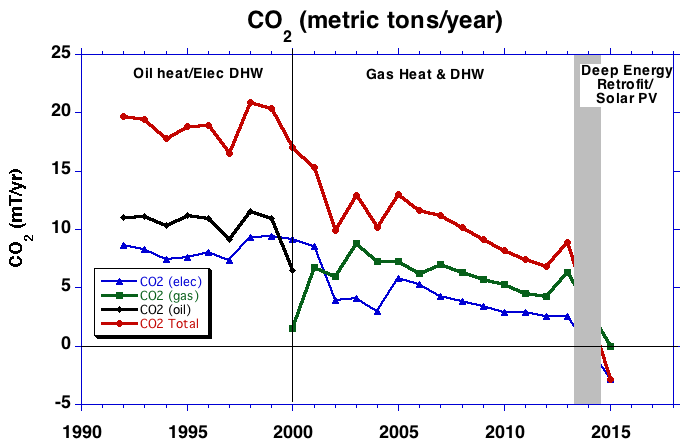 CO2 (metric tons/year)
Oil heat/Elec DHW
Gas Heat & DHW
Deep Energy
Retrofit/
Solar PV
CO2 (mT/yr)
25
20
15
10
5
0
-5
CO2 (elec)
CO2 (gas)
CO2 (oil)
CO2 Total
1990
1995
2000
2005
2010
2015